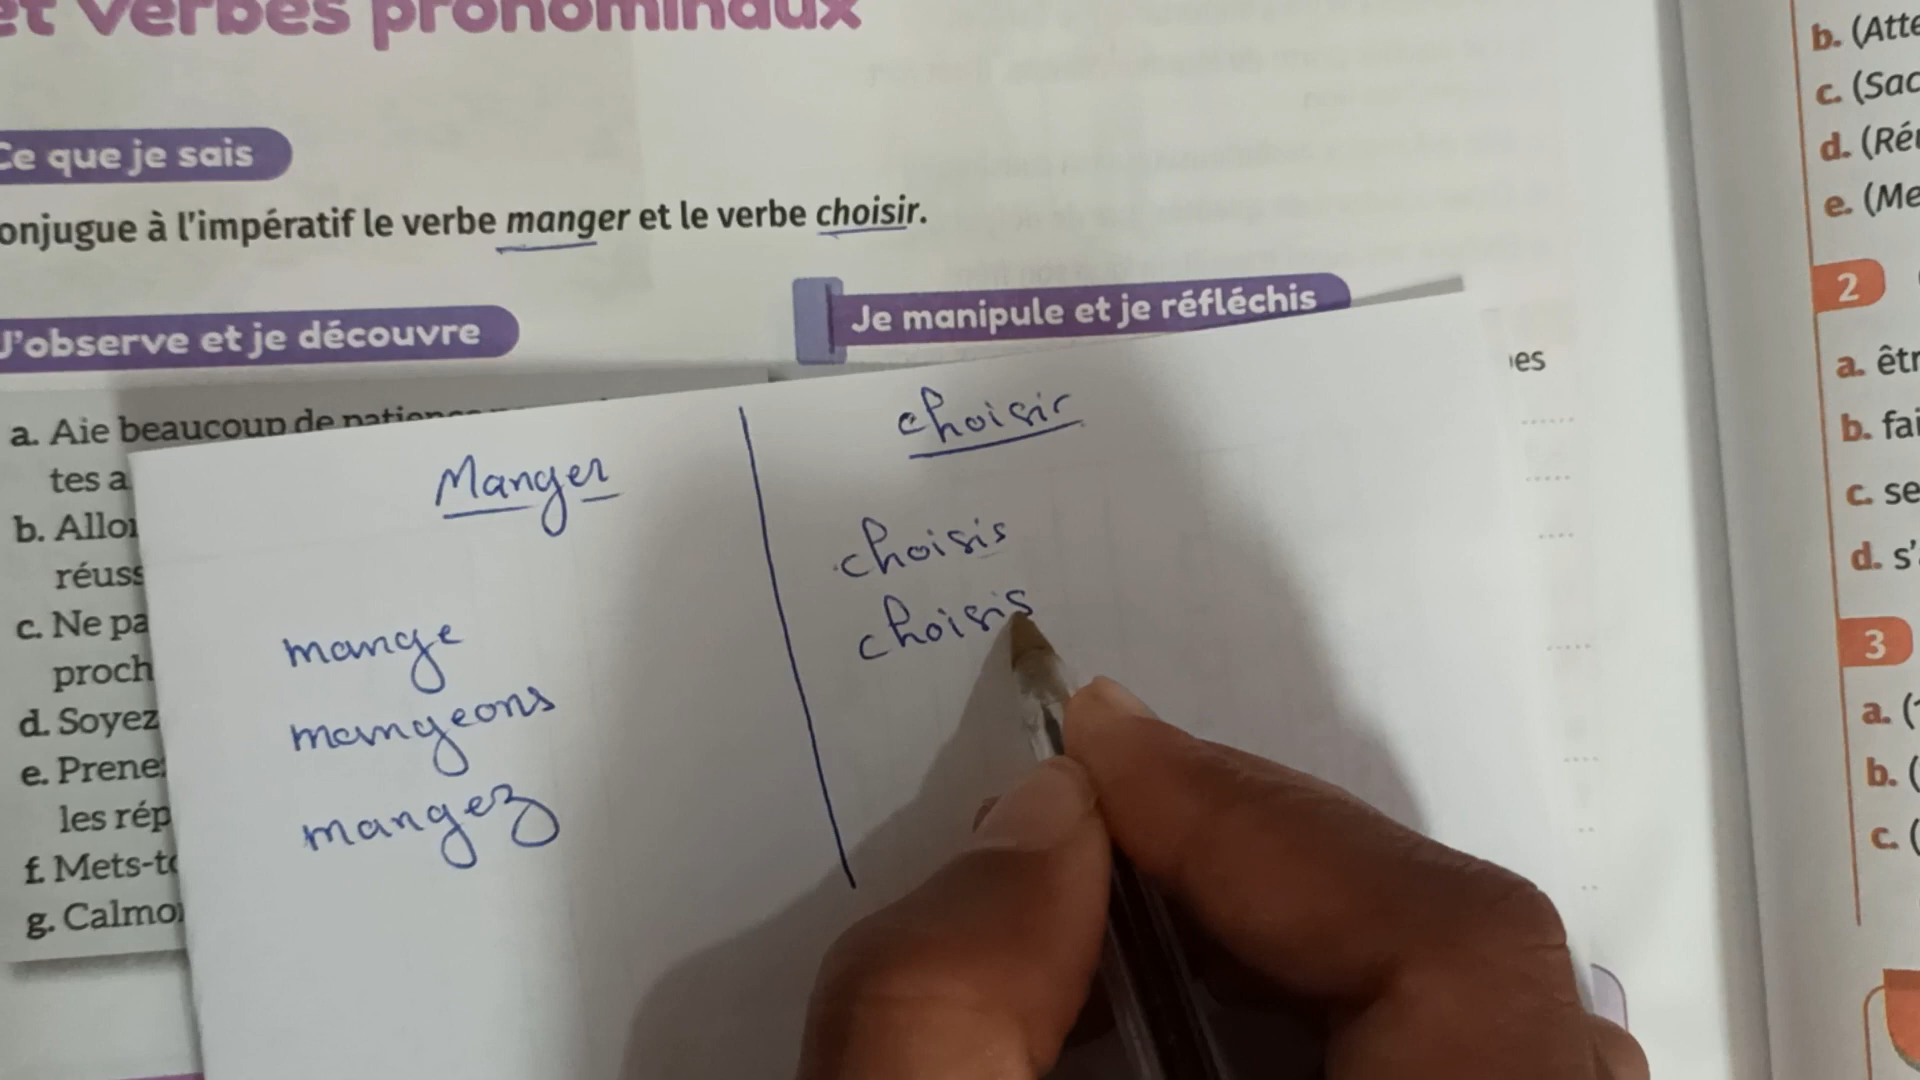 et verbes pronominaux
Ce que je sais
onjugue à l'impératif le verbe manger et le verbe choisir.
J'observe et je découvre
Je manipule et je réfléchis
a. Aie beaucoup de
tes a
b. Allo
réuss
c. Ne pa
proch
d. Soyez
e. Prene
les rép
f. Mets-t
g. Calmo
Manger
mange
mangeons
mangez
choisir
choisis
choisis
es
b. (Atte
c. (Sac
d. (Ré
e. (Me
2
a. êtr
b. fai
c. se
d. s'
3
a. (
b. (
c. (